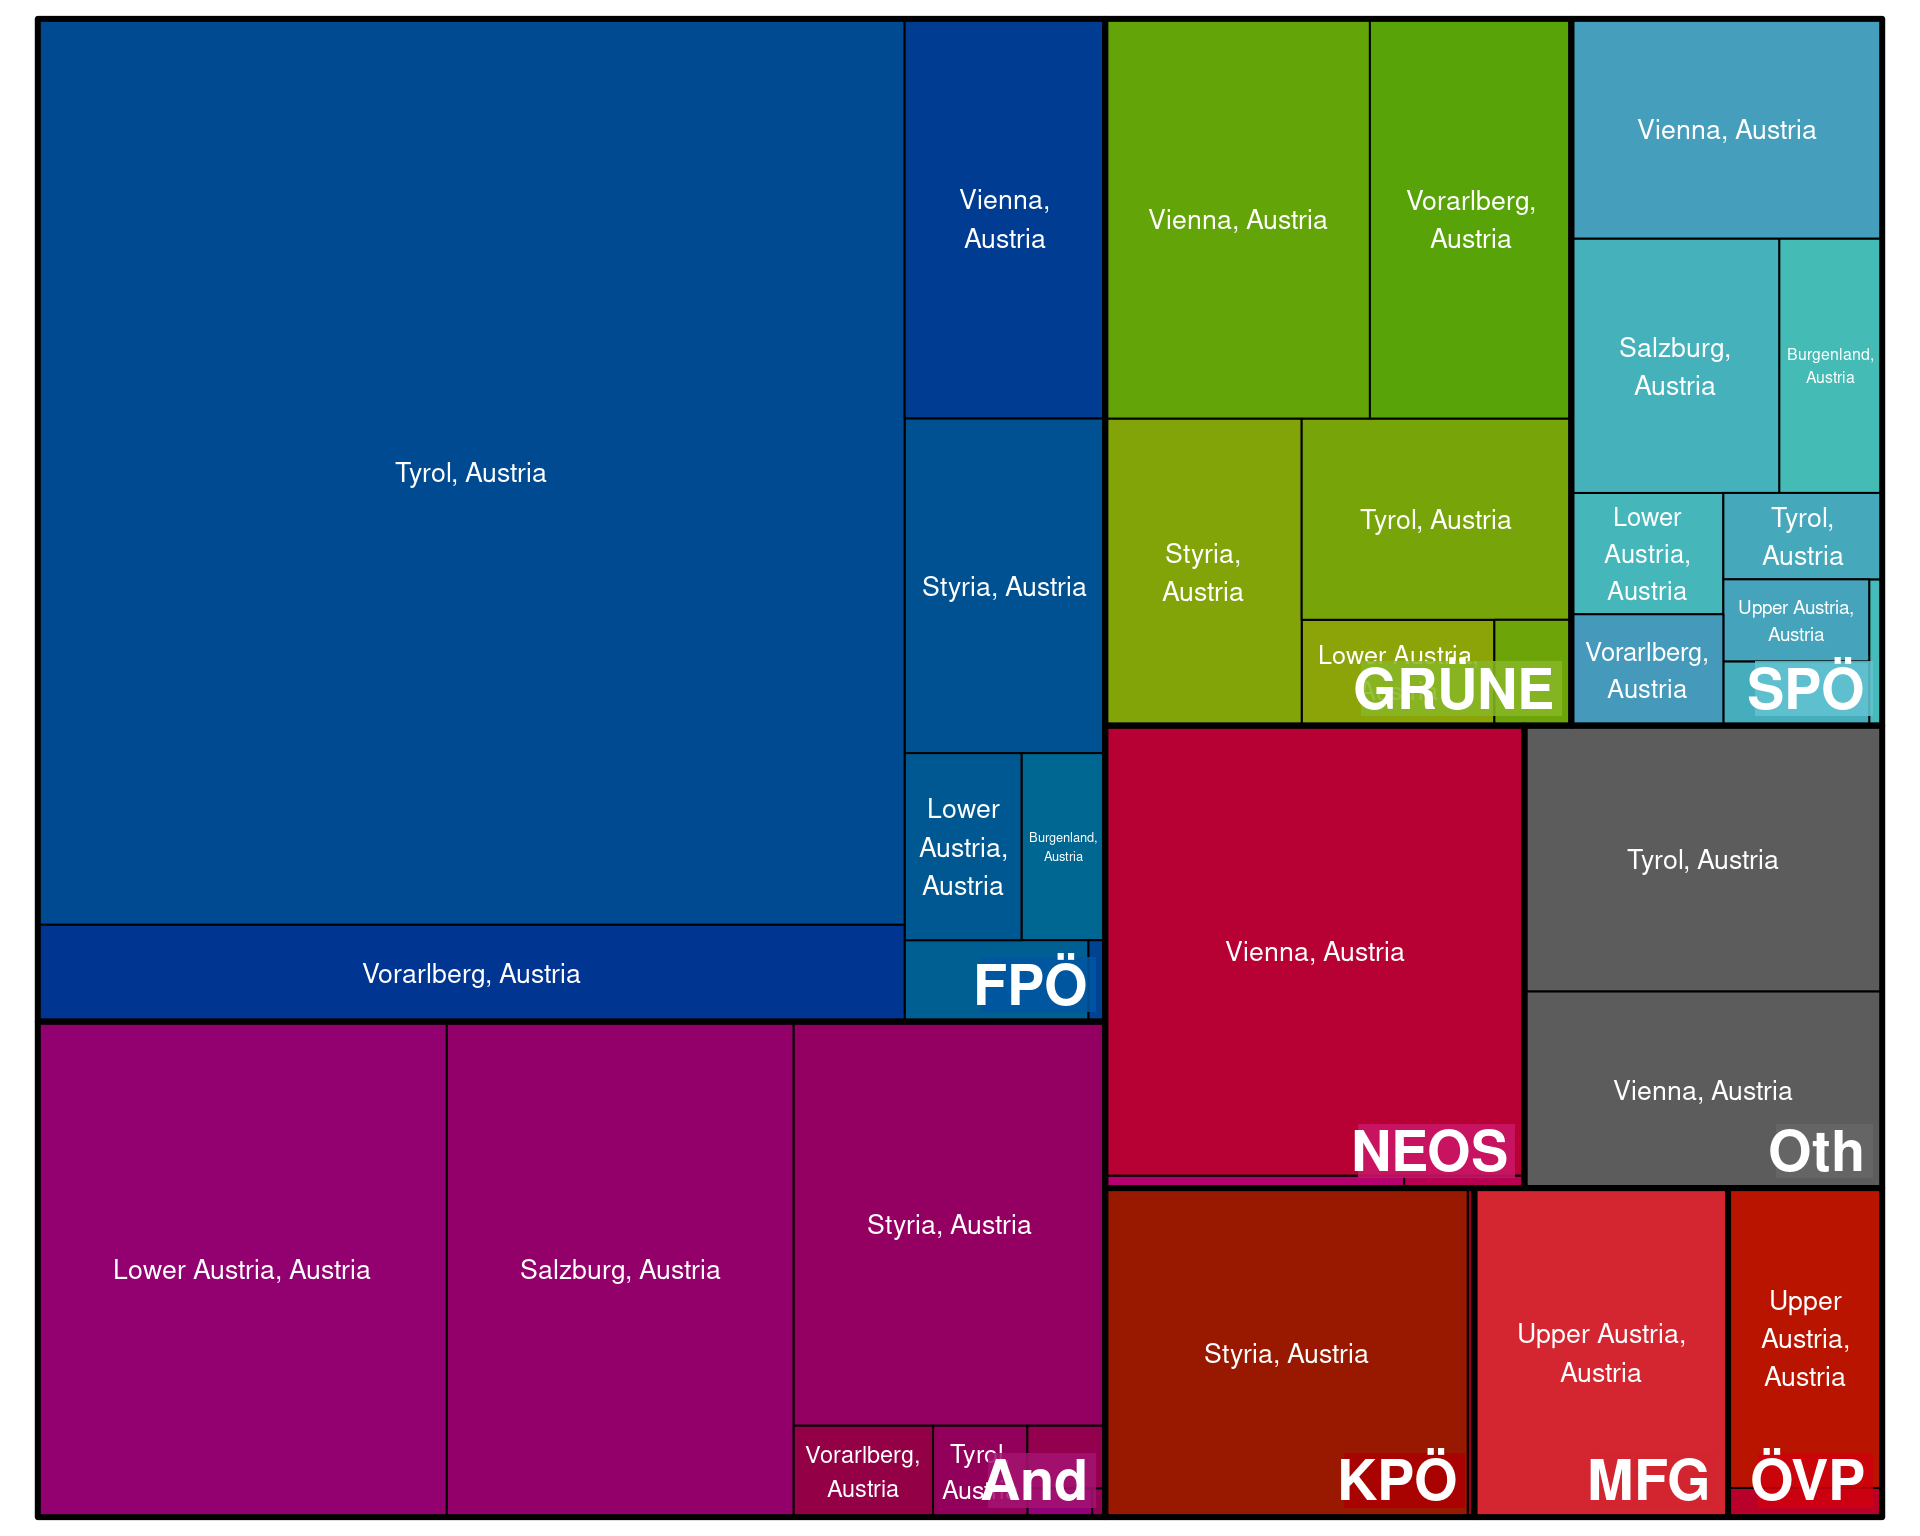 Tyrol, Austria
Vienna,
Austria
Styria, Austria
Lower
Austria,
Austria
Burgenland,
Austria
Vorarlberg, Austria
FPÖ
Vienna, Austria
Vorarlberg,
Austria
Styria,
Austria
Tyrol, Austria
Lower Austria,
GRÜNE
Vienna, Austria
Salzburg,
Austria
Burgenland,
Austria
Lower
Austria,
Austria
Tyrol,
Austria
Upper Austria,
Austria
Vorarlberg,
Austria
SPÖ
Lower Austria, Austria
Salzburg, Austria
Styria, Austria
Vorarlberg,
Austria
Tyrol
And
Vienna, Austria
NEOS
Tyrol, Austria
Vienna, Austria
Oth
Styria, Austria
KPÖ
Upper Austria,
Austria
MFG
Upper
Austria,
Austria
ÖVP